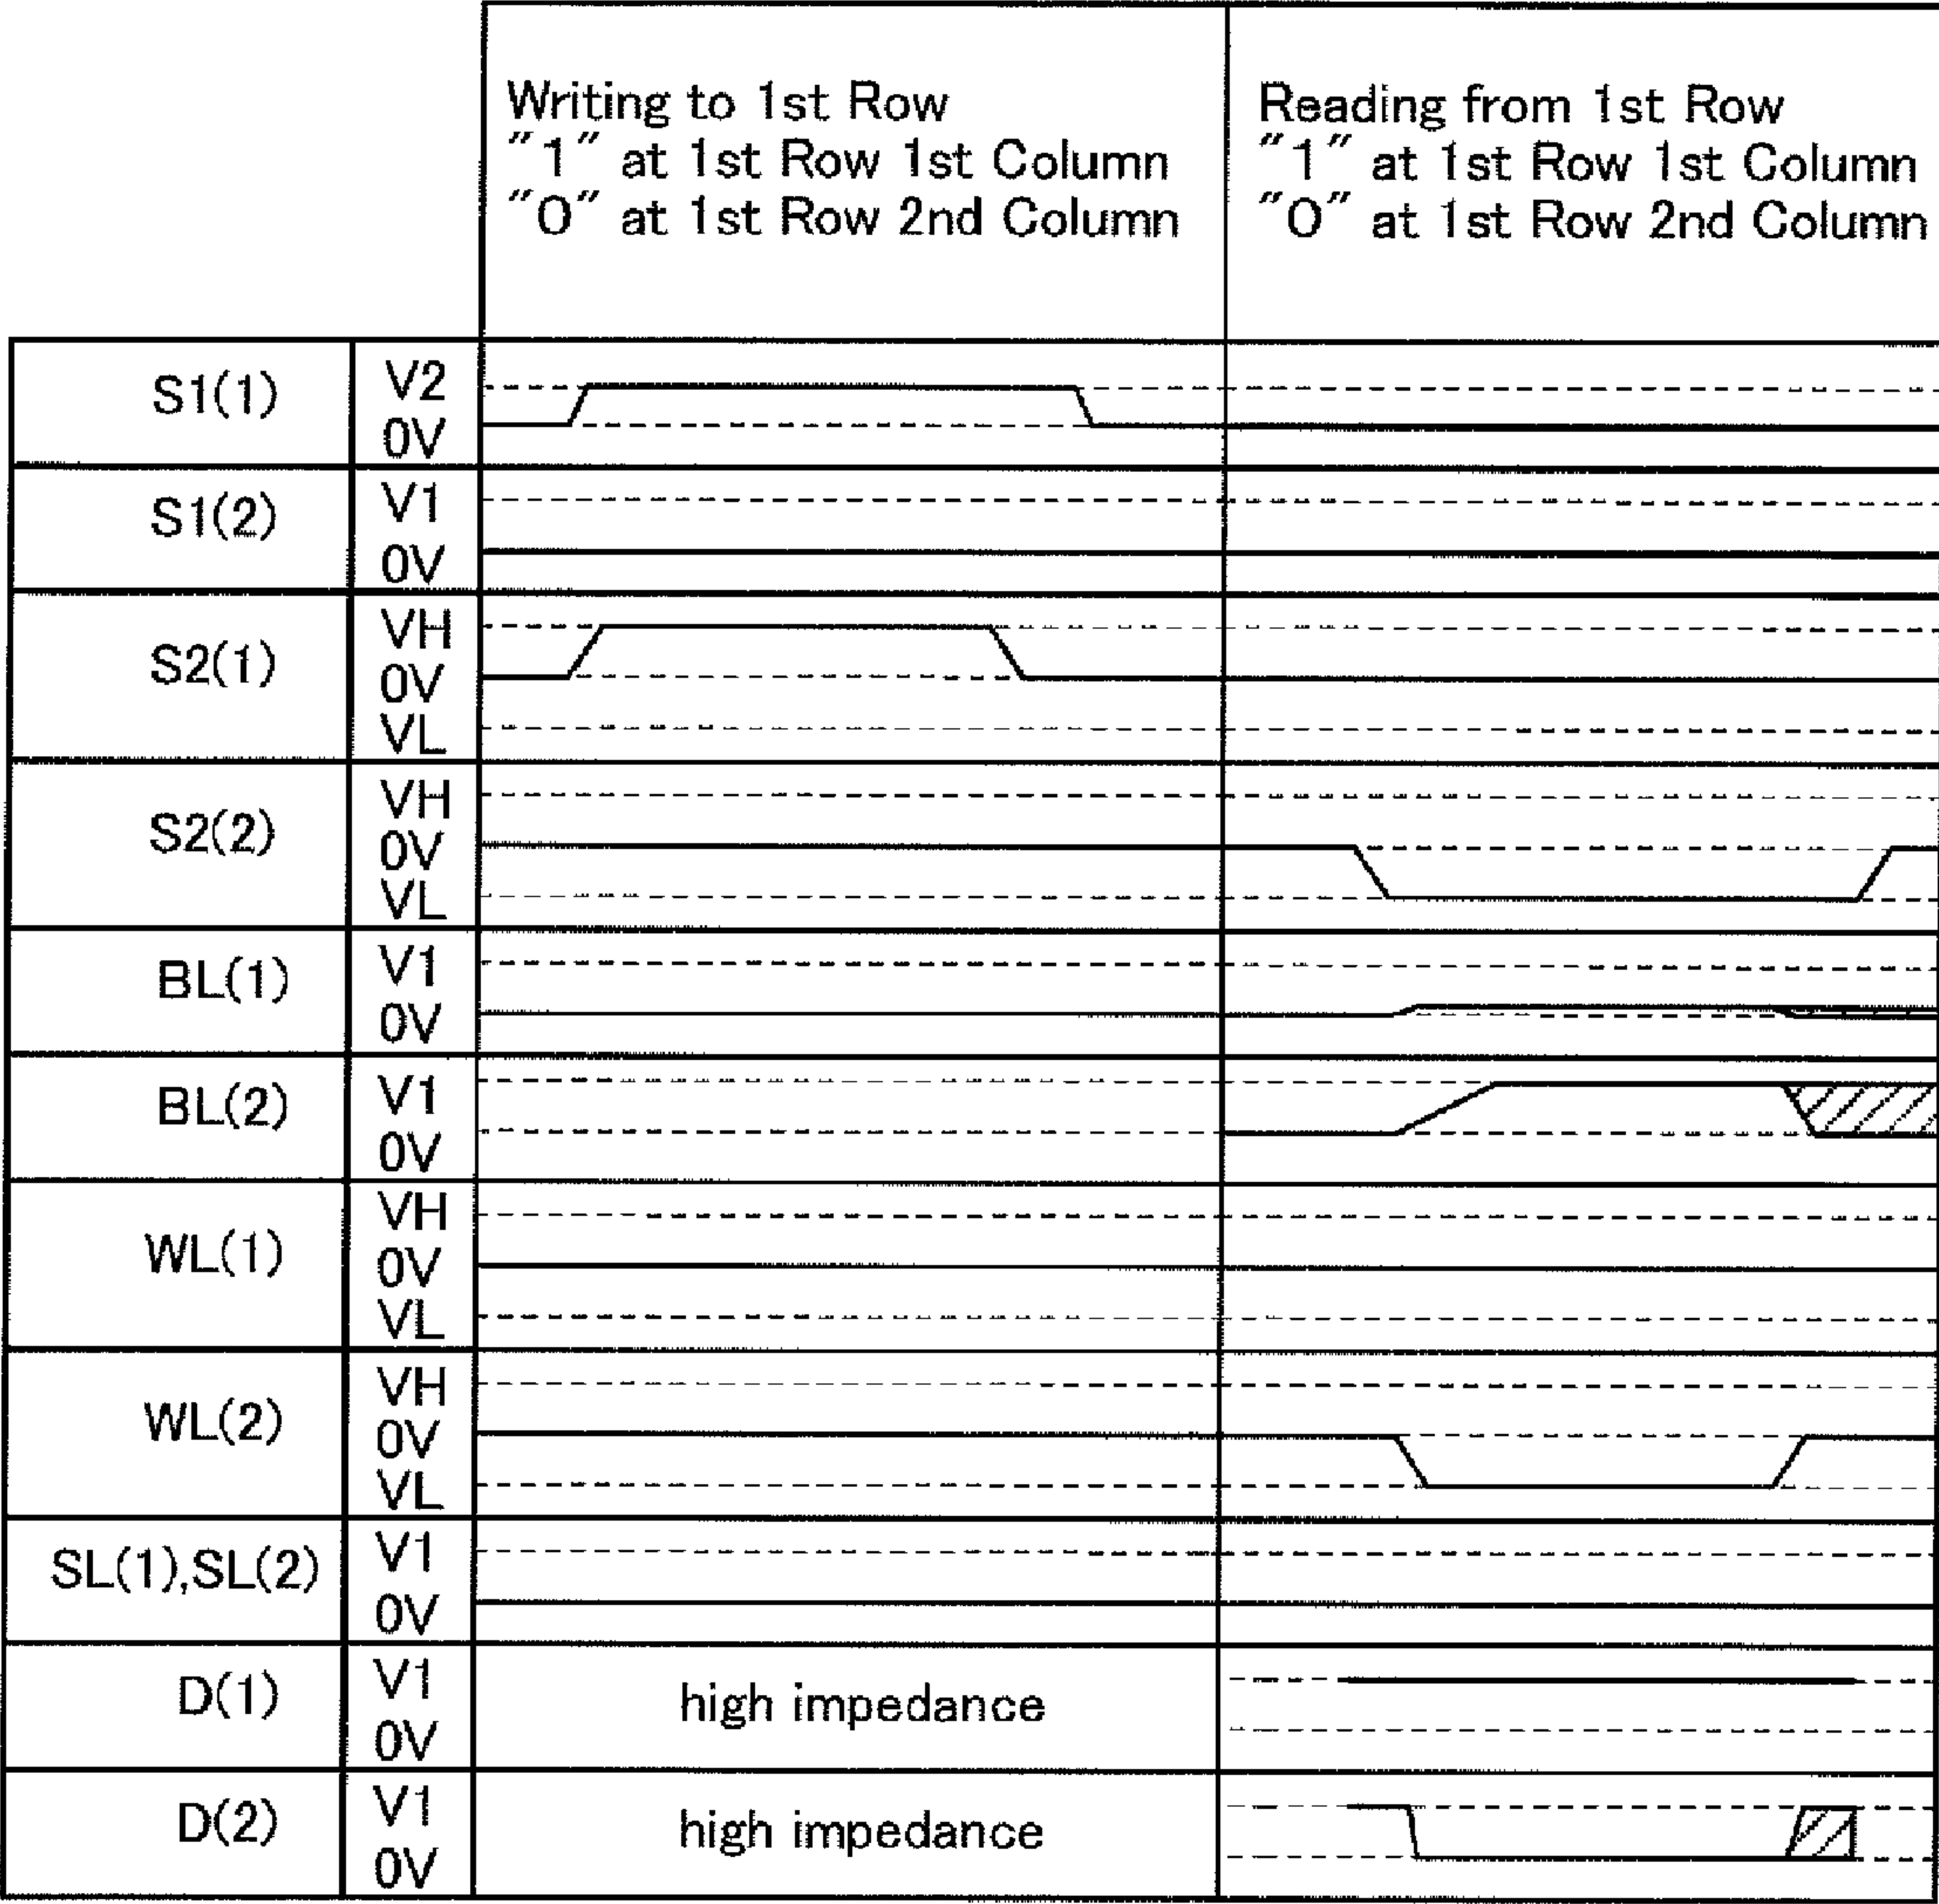 Writing to 1st Row
"1" at 1st Row 1st Column
"0" at 1st Row 2nd Column
Reading from 1st Row
"1" at 1st Row 1st Column
"0" at 1st Row 2nd Column
S1(1)
V2
0V
S1(2)
V1
0V
S2(1)
VH
0V
VL
S2(2)
VH
0V
VL
BL(1)
V1
0V
BL(2)
V1
0V
WL(1)
VH
0V
VL
WL(2)
VH
0V
VL
SL(1),SL(2)
V1
0V
D(1)
V1
0V
high impedance
D(2)
V1
0V
high impedance